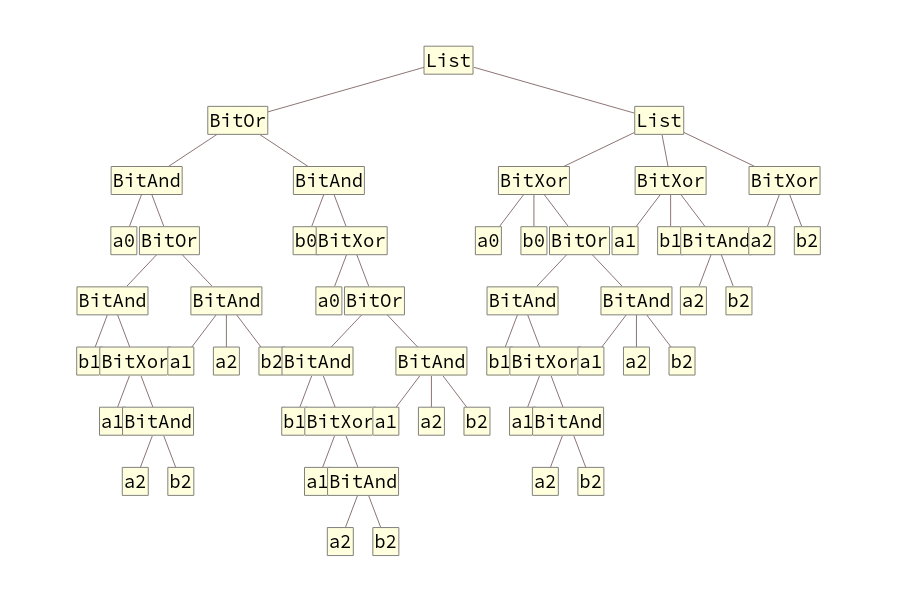 List
BitOr List
BitAnd BitAnd BitXor BitXor BitXor
a0 BitOr b0 BitXor a0 b0 BitOr a1 b1 BitAnd a2 b2
BitAnd BitAnd a0 BitOr BitAnd BitAnd a2 b2
b1 BitXor a1 a2 b2 BitAnd BitAnd b1 BitXor a1 a2 b2
a1 BitAnd b1 BitXor a1 a2 b2 a1 BitAnd
a2 b2 a1 BitAnd a2 b2
a2 b2